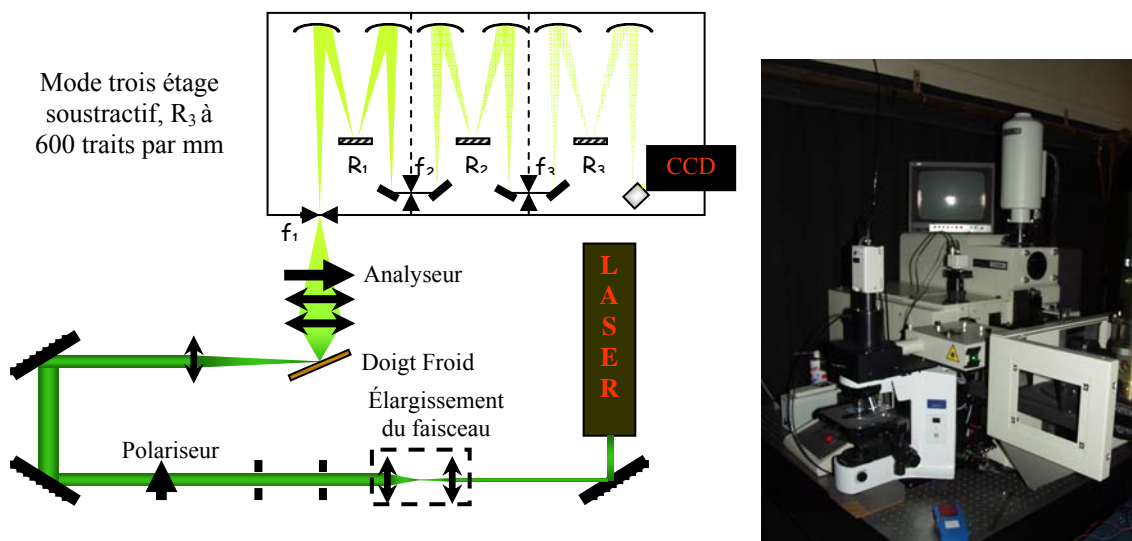 Mode trois étage
soustractif, R3 à
600 traits par mm
R1
f2
R2
f3
R3
CCD
f1
Analyseur
LASER
Doigt Froid
Élargissement
du faisceau
Polariseur